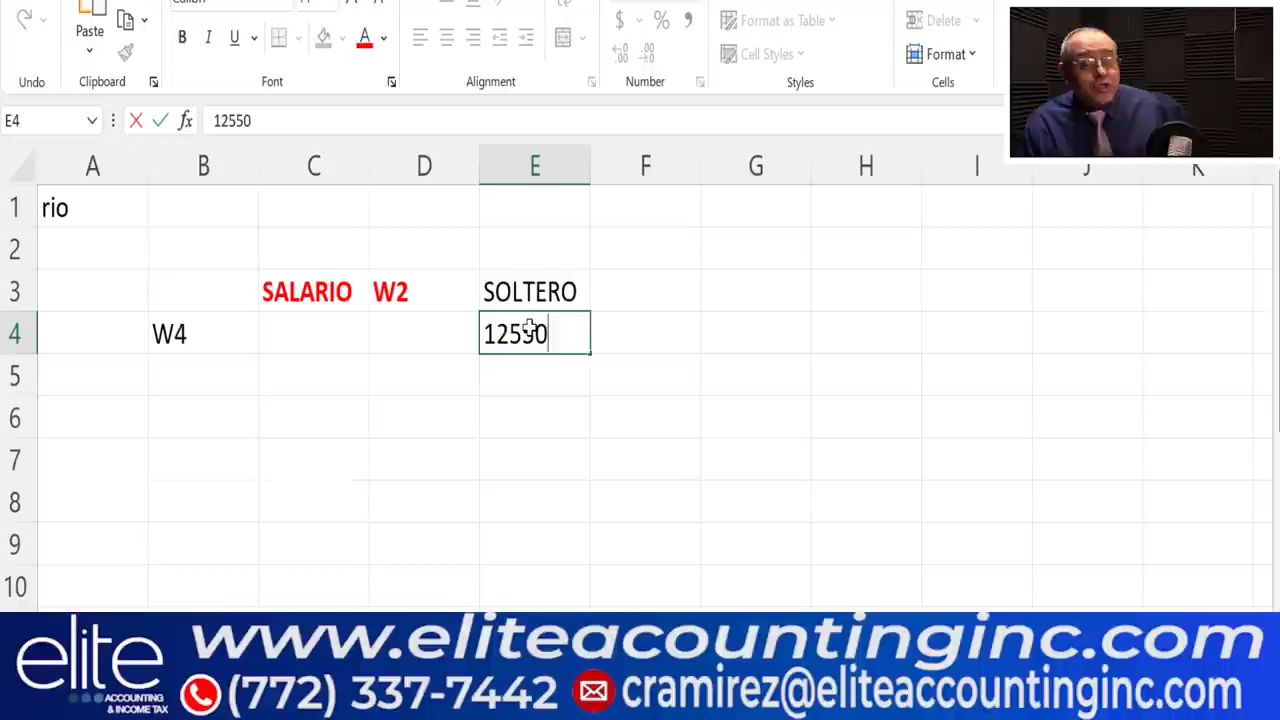 Undo
Paste
Clipboard
B I U A
Font
Alignment
$ % ,
Number
Format as Table
Cell Styles
Styles
Delete
Format
Cells
E4 fx 12550
A B C D E F G H I J K
1 rio
2
3 SALARIO W2 SOLTERO
4 W4 12550
5
6
7
8
9
10
elite
ACCOUNTING
& INCOME TAX
www.eliteacountinginc.com
(772) 337-7442 cramirez@eliteaccountinginc.com